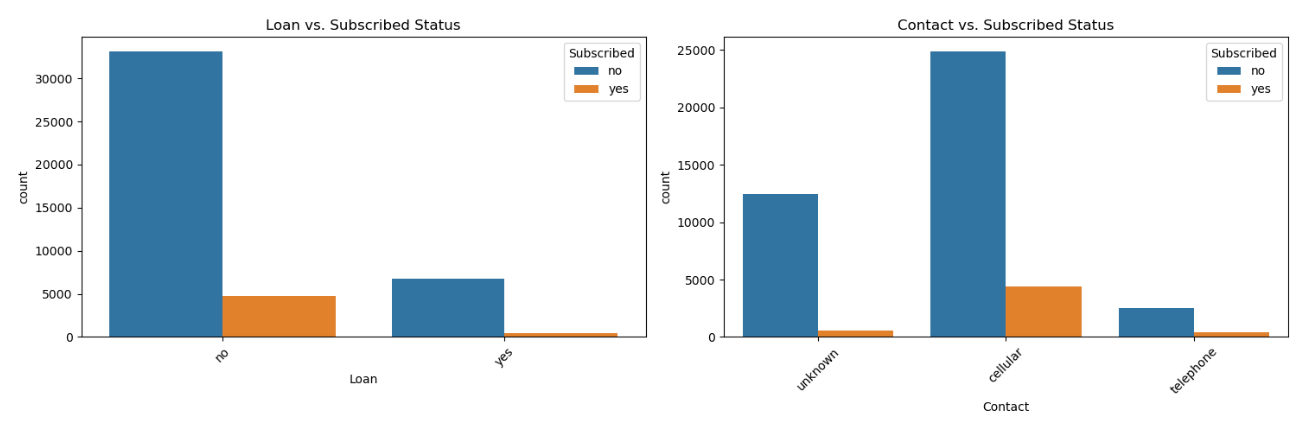 Loan vs. Subscribed Status
Subscribed
no
yes
30000
25000
20000
15000
10000
5000
0
count
no
yes
Loan
Contact vs. Subscribed Status
Subscribed
no
yes
25000
20000
15000
10000
5000
0
count
unknown
cellular
telephone
Contact